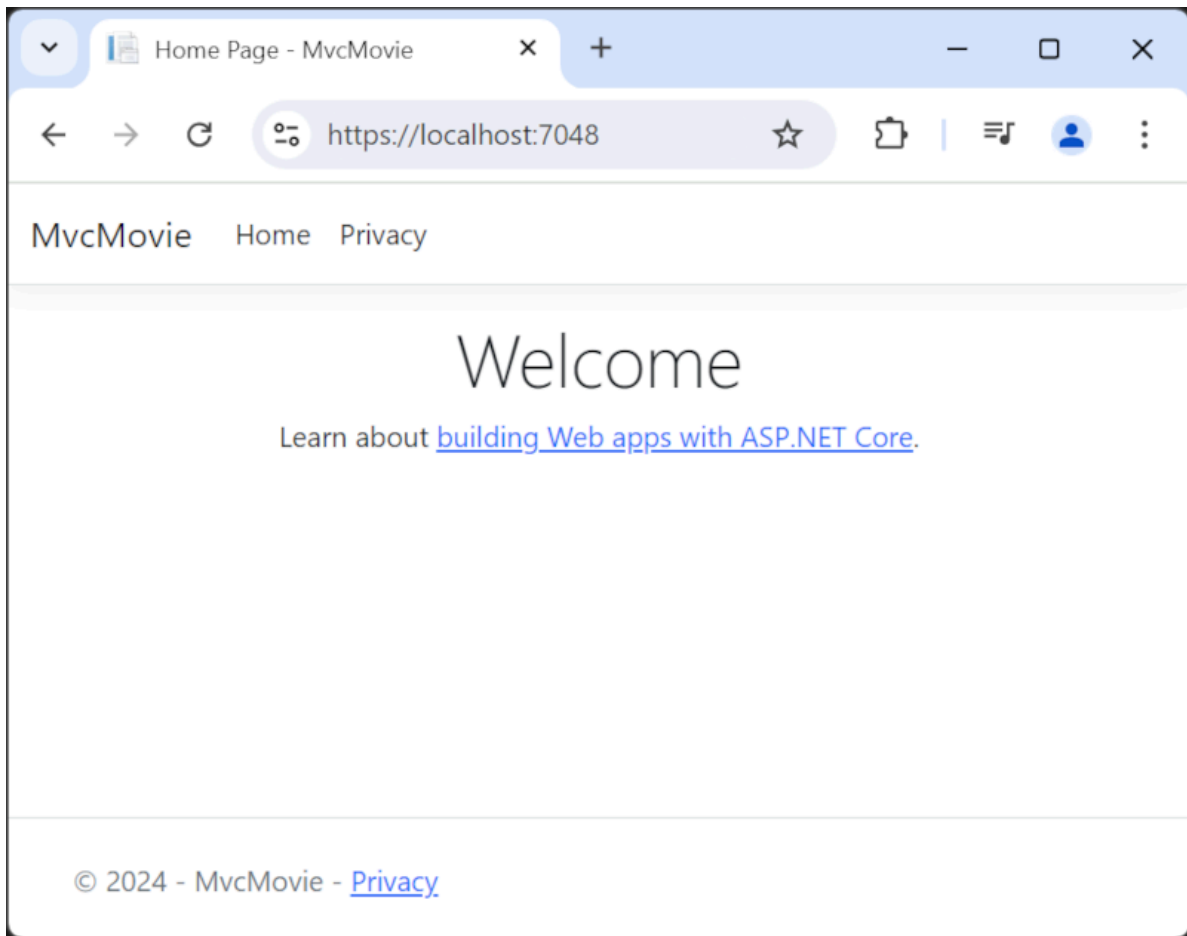 Home Page - MvcMovie
https://localhost:7048
MvcMovie Home Privacy
Welcome
Learn about building Web apps with ASP.NET Core.
© 2024 - MvcMovie - Privacy